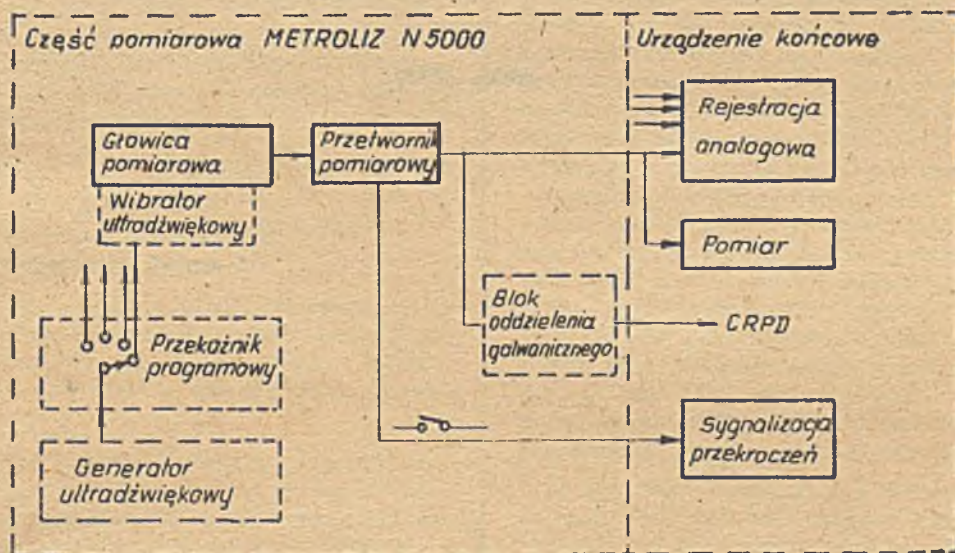 Część pomiarowa METROLIZ N5000
Urządzenie końcowe
Głowica
pomiarowa
Przetwornik
pomiarowy
Rejestracja
analogowa
Wibrator
ultradźwiękowy
Pomiar
Blok
oddzielenia
galwanicznego
CRPD
Przekaźnik
programowy
Sygnalizacja
przekroczeń
Generator
ultradźwiękowy